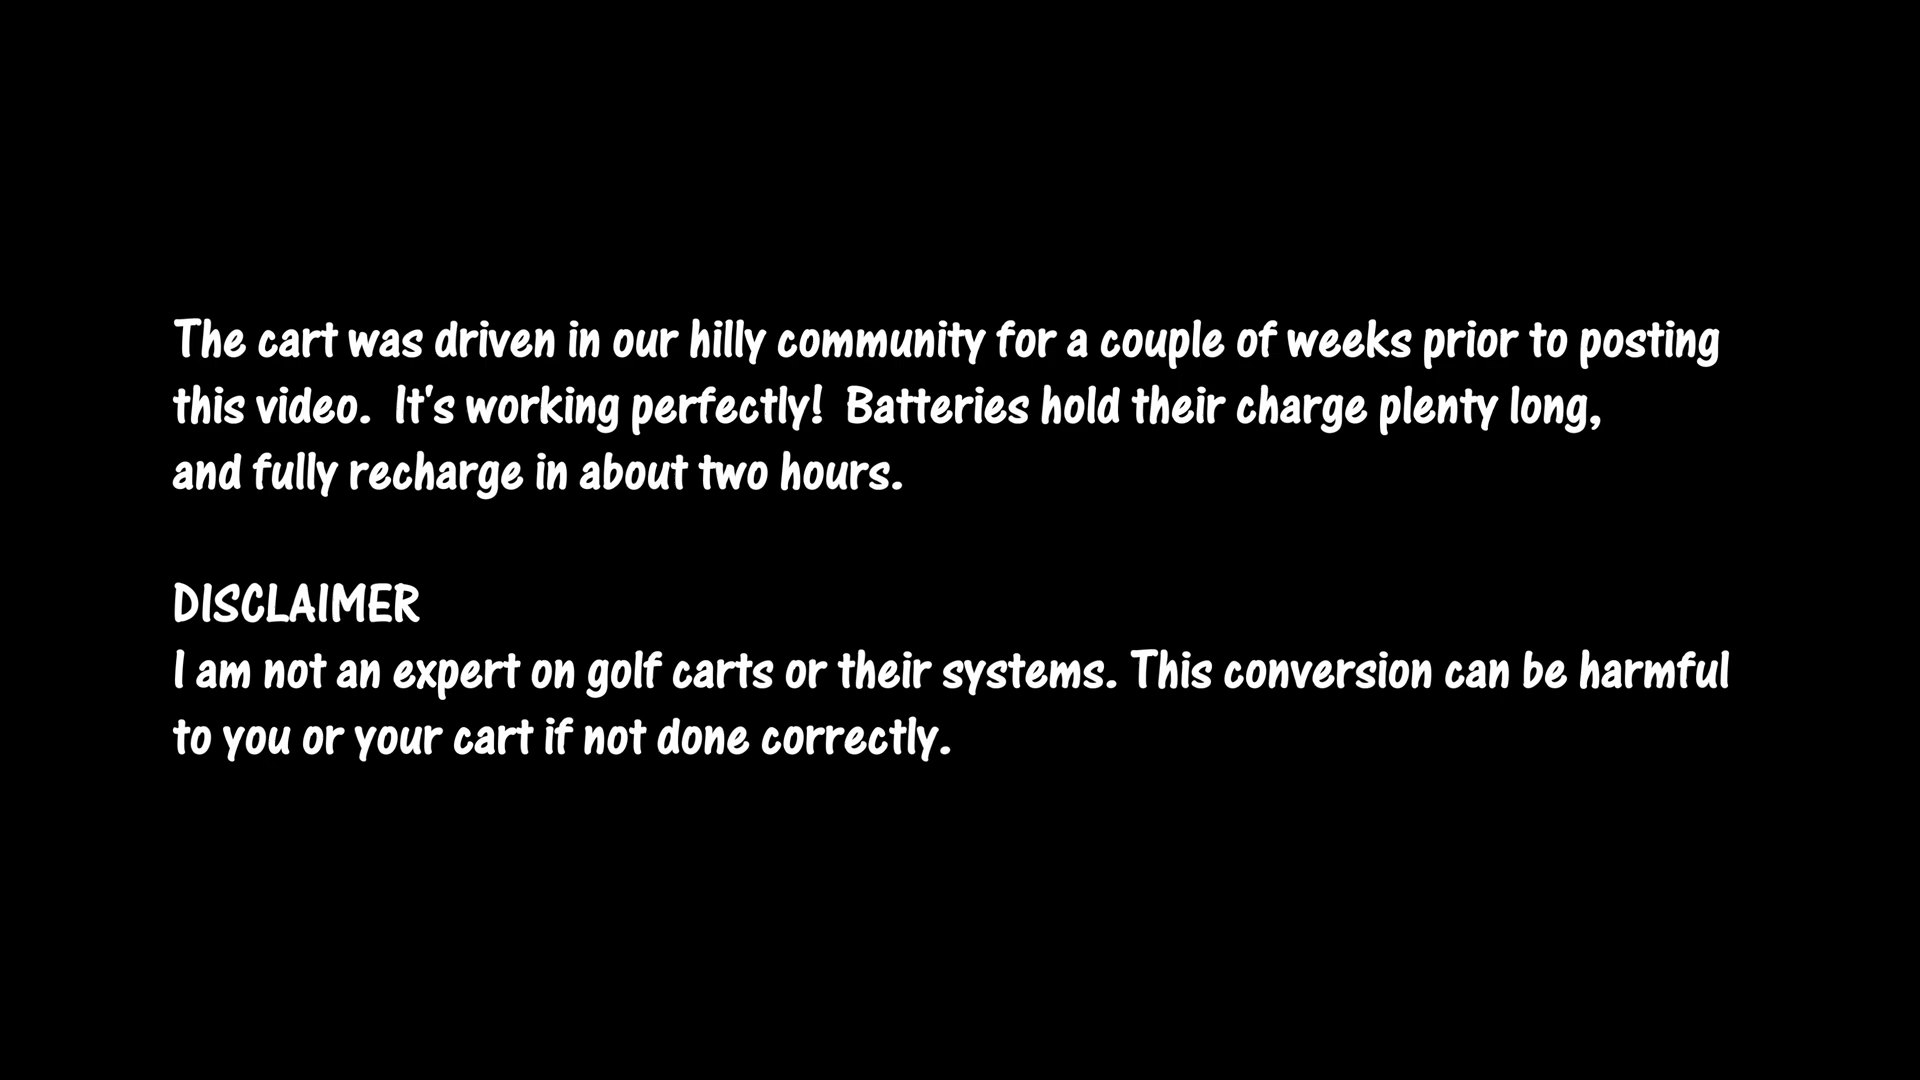 The cart was driven in our hilly community for a couple of weeks prior to posting
this video.  It's working perfectly!  Batteries hold their charge plenty long,
and fully recharge in about two hours.
DISCLAIMER
I am not an expert on golf carts or their systems. This conversion can be harmful
to you or your cart if not done correctly.